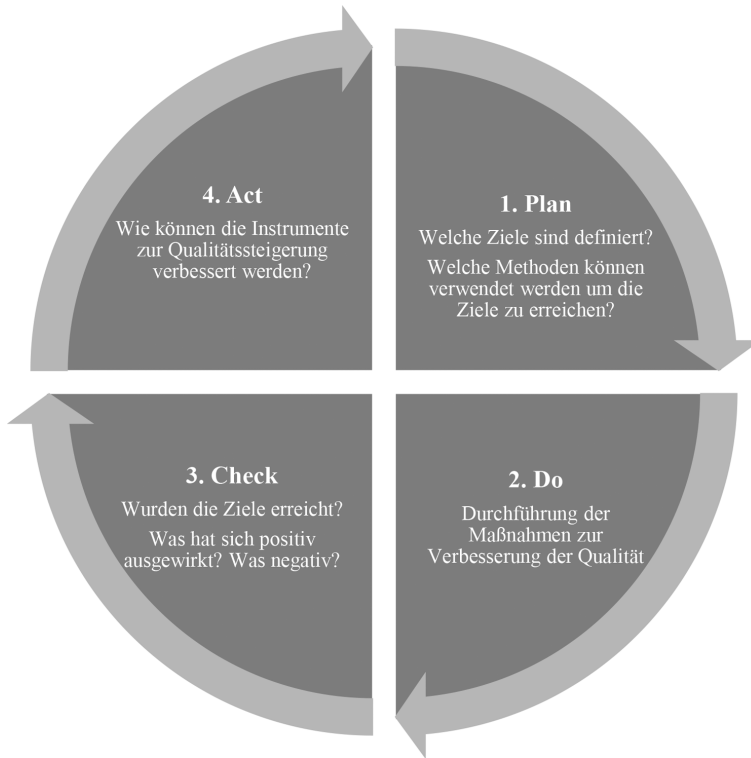 1. Plan
Welche Ziele sind definiert?
Welche Methoden können
verwendet werden um die
Ziele zu erreichen?
2. Do
Durchführung der
Maßnahmen zur
Verbesserung der Qualität
3. Check
Wurden die Ziele erreicht?
Was hat sich positiv
ausgewirkt? Was negativ?
4. Act
Wie können die Instrumente
zur Qualitätssteigerung
verbessert werden?